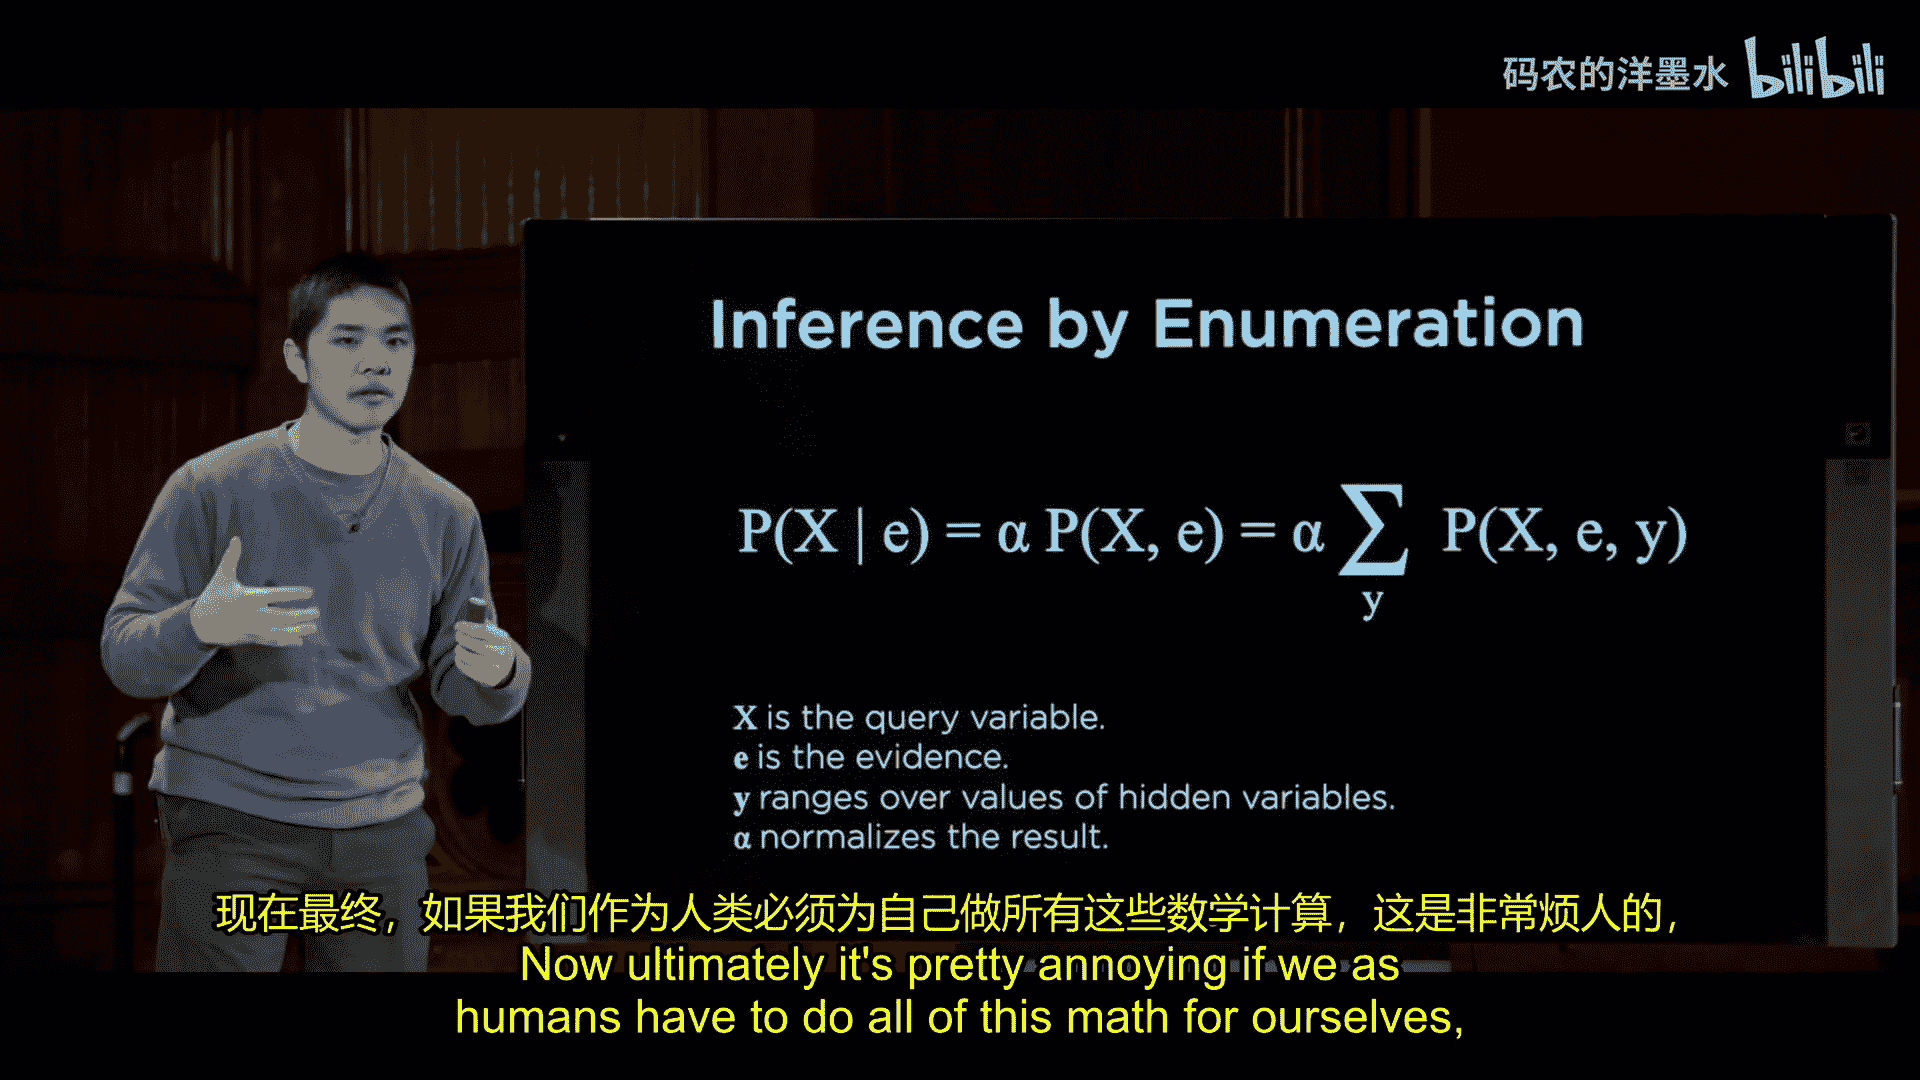 码农的洋墨水 bilibili
Inference by Enumeration
P(X | e) = α P(X, e) = α ∑ P(X, e, y)
y
X is the query variable.
e is the evidence.
y ranges over values of hidden variables.
α normalizes the result.
现在最终，如果我们作为人类必须为自己做所有这些数学计算，这是非常烦人的，
Now ultimately it's pretty annoying if we as
humans have to do all of this math for ourselves,